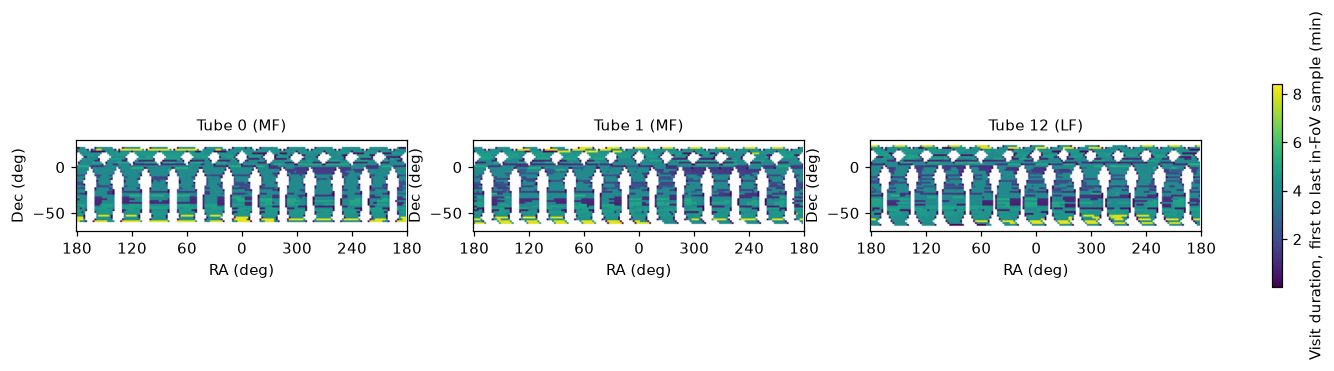 Tube 0 (MF)
Tube 1 (MF)
Tube 12 (LF)
Dec (deg)
0
−50
180 120 60 0 300 240 180
RA (deg)
Dec (deg)
0
−50
180 120 60 0 300 240 180
RA (deg)
Dec (deg)
0
−50
180 120 60 0 300 240 180
RA (deg)
8
6
4
2
Visit duration, first to last in-FoV sample (min)